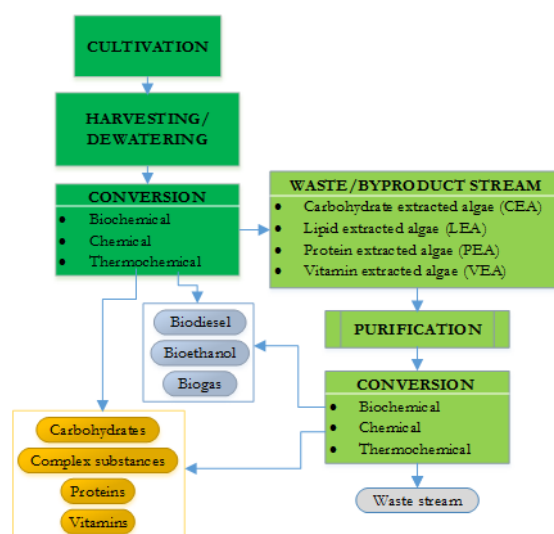 CULTIVATION
HARVESTING/
DEWATERING
CONVERSION
• Biochemical
• Chemical
• Thermochemical
WASTE/BYPRODUCT STREAM
• Carbohydrate extracted algae (CEA)
• Lipid extracted algae (LEA)
• Protein extracted algae (PEA)
• Vitamin extracted algae (VEA)
PURIFICATION
CONVERSION
• Biochemical
• Chemical
• Thermochemical
Waste stream
Biodiesel
Bioethanol
Biogas
Carbohydrates
Complex substances
Proteins
Vitamins